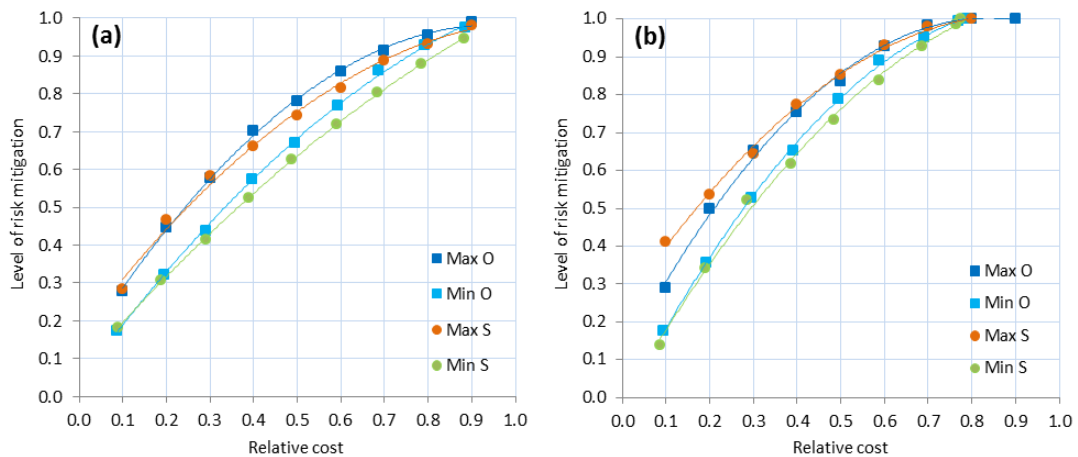 (a)
Level of risk mitigation
1.0
0.9
0.8
0.7
0.6
0.5
0.4
0.3
0.2
0.1
0.0
Max O
Min O
Max S
Min S
0.0 0.1 0.2 0.3 0.4 0.5 0.6 0.7 0.8 0.9 1.0
Relative cost
(b)
Level of risk mitigation
1.0
0.9
0.8
0.7
0.6
0.5
0.4
0.3
0.2
0.1
0.0
Max O
Min O
Max S
Min S
0.0 0.1 0.2 0.3 0.4 0.5 0.6 0.7 0.8 0.9 1.0
Relative cost